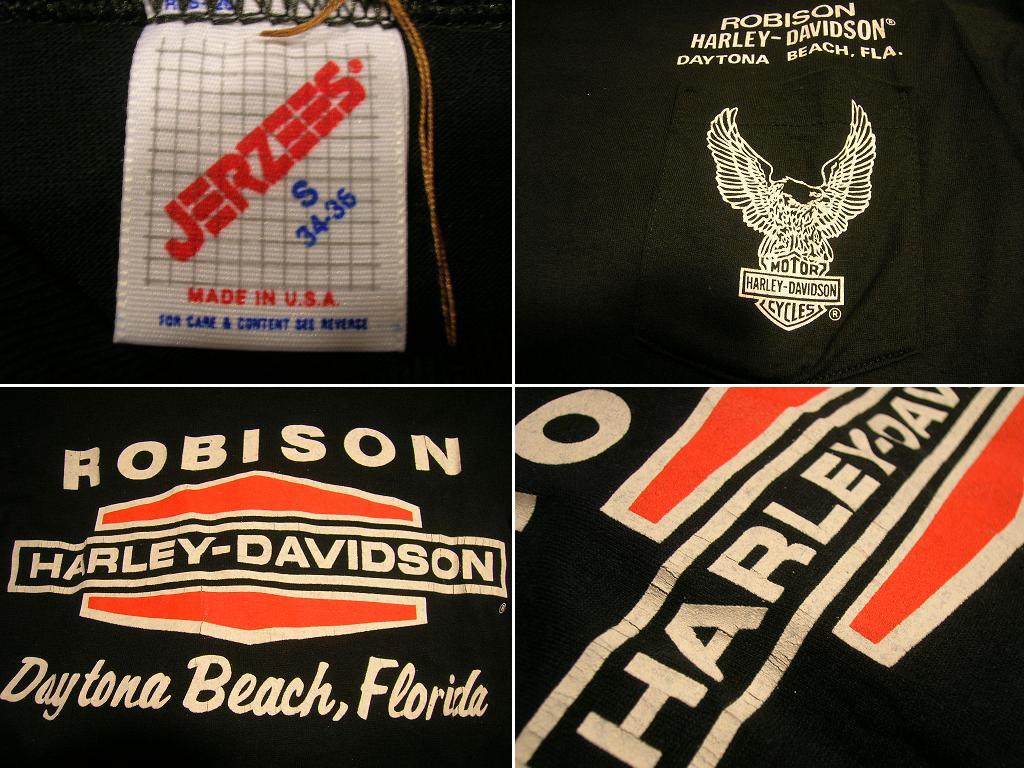 JERZEES
S
34-36
MADE IN U.S.A.
FOR CARE & CONTENT SEE REVERSE
ROBISON
HARLEY-DAVIDSON®
DAYTONA BEACH, FLA.
MOTOR
HARLEY-DAVIDSON
CYCLES ®
ROBISON
HARLEY-DAVIDSON
®
Daytona Beach, Florida
O
HARLEY-DAV